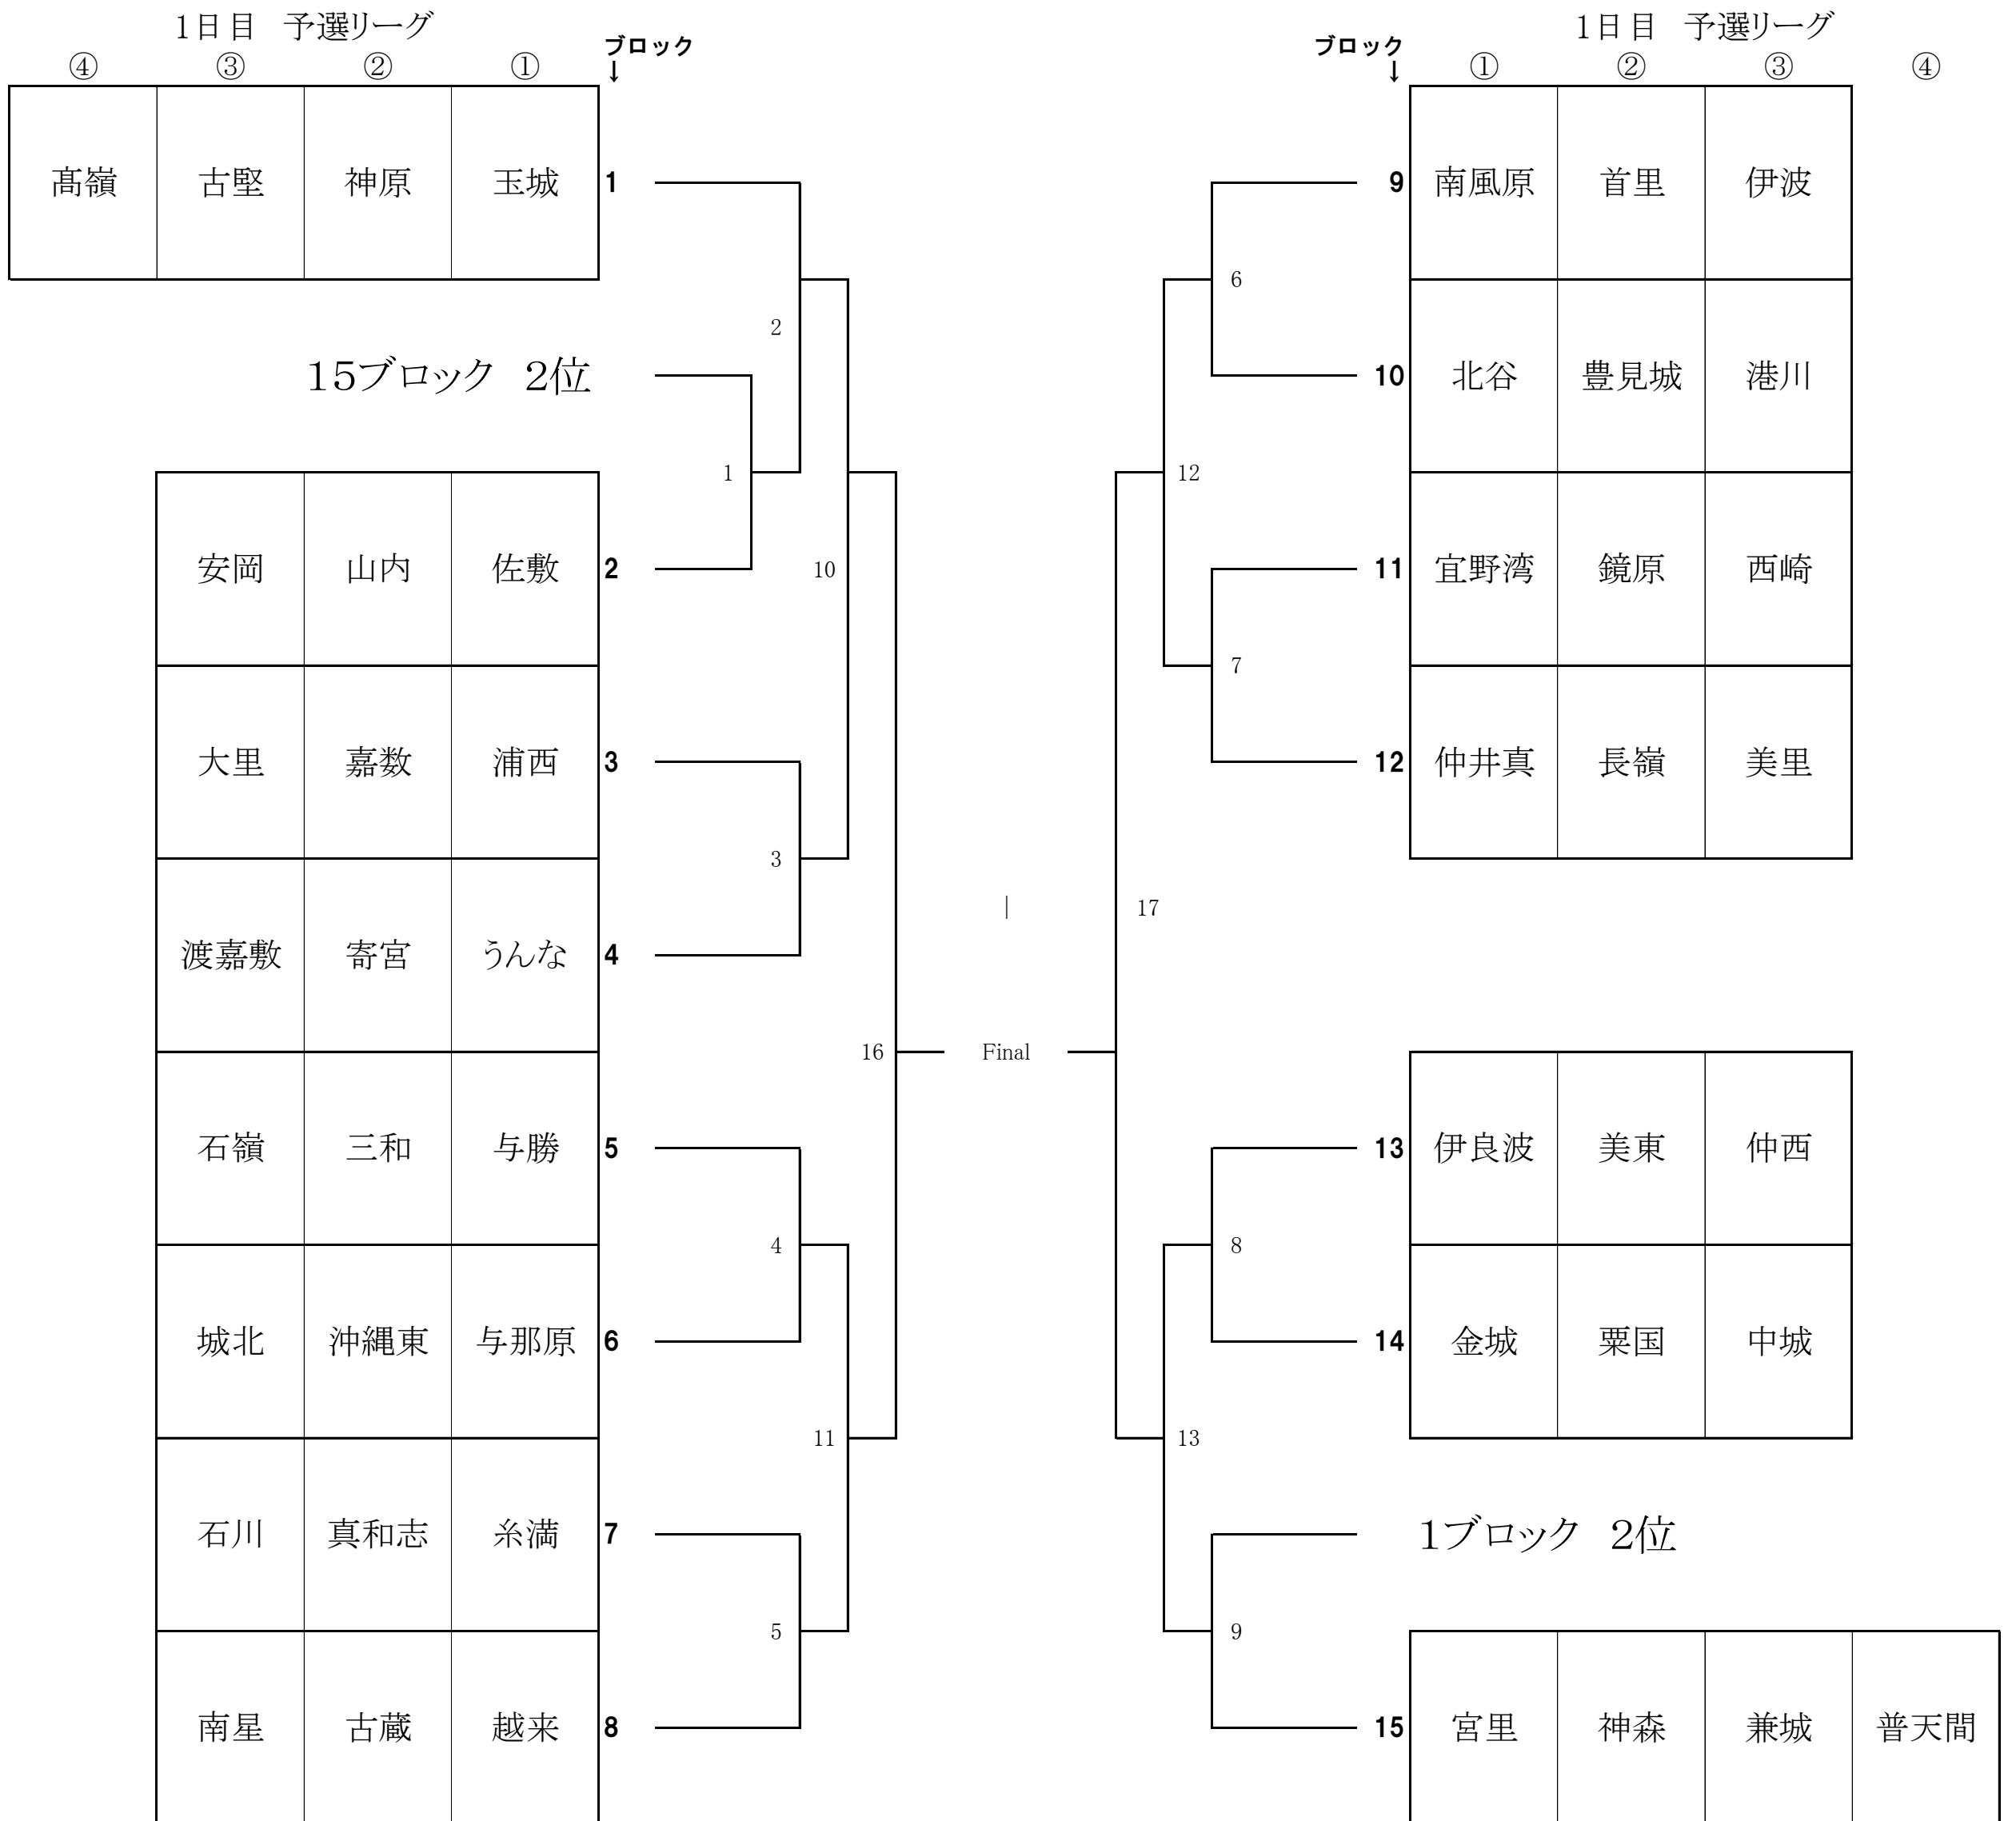 1日目　予選リーグ
④ ③ ② ①
ブロック
↓
髙嶺 古堅 神原 玉城 1
2
15ブロック　2位
1
安岡 山内 佐敷 2
10
大里 嘉数 浦西 3
3
渡嘉敷 寄宮 うんな 4
16
石嶺 三和 与勝 5
4
城北 沖縄東 与那原 6
11
石川 真和志 糸満 7
5
南星 古蔵 越来 8
|
Final
1日目　予選リーグ
ブロック
↓
① ② ③ ④
9 南風原 首里 伊波
6
10 北谷 豊見城 港川
12
11 宜野湾 鏡原 西崎
7
12 仲井真 長嶺 美里
17
13 伊良波 美東 仲西
8
14 金城 粟国 中城
13
1ブロック　2位
9
15 宮里 神森 兼城 普天間